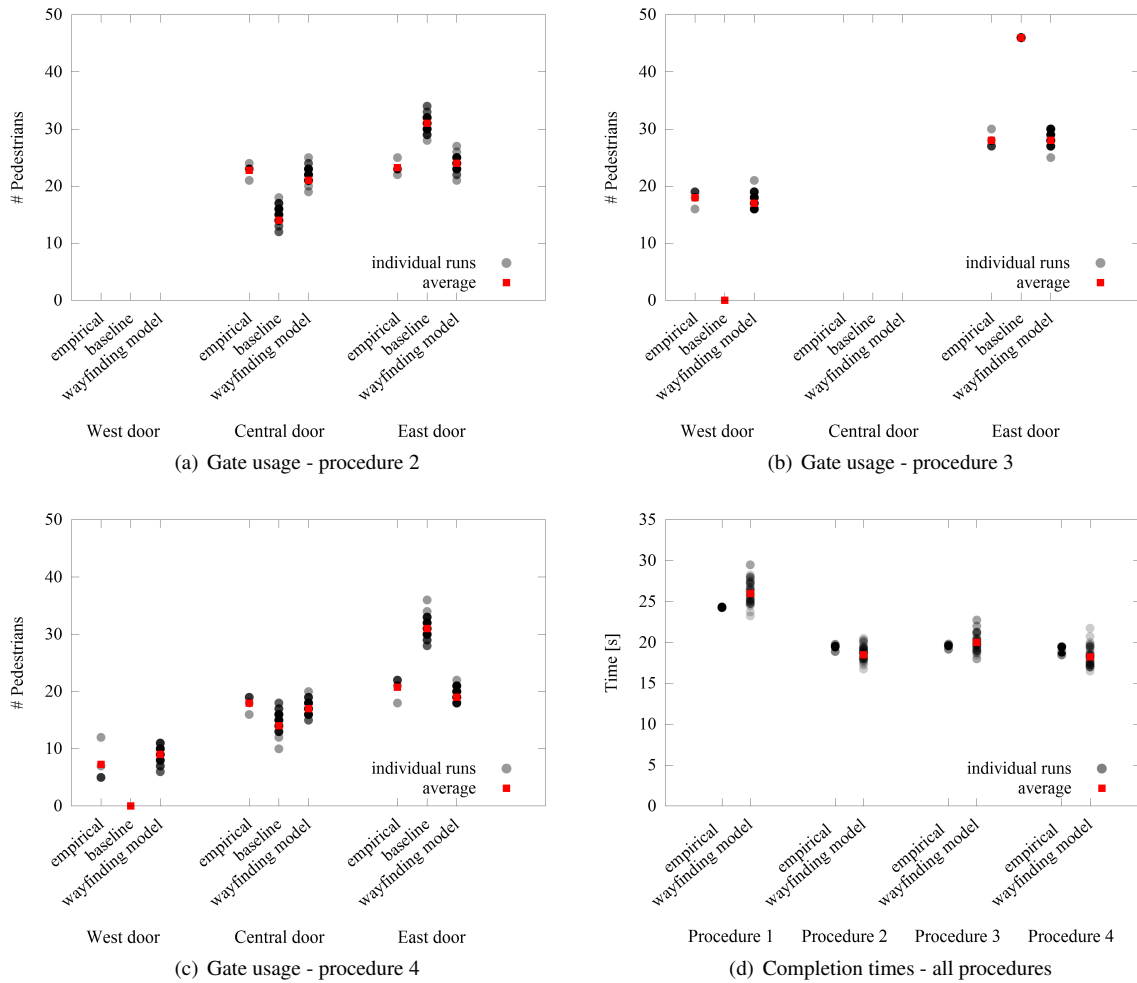 50
40
30
20
10
0
# Pedestrians
individual runs
average
empirical
baseline
wayfinding model
empirical
baseline
wayfinding model
empirical
baseline
wayfinding model
West door
Central door
East door
(a) Gate usage - procedure 2
50
40
30
20
10
0
# Pedestrians
individual runs
average
empirical
baseline
wayfinding model
empirical
baseline
wayfinding model
empirical
baseline
wayfinding model
West door
Central door
East door
(b) Gate usage - procedure 3
50
40
30
20
10
0
# Pedestrians
individual runs
average
empirical
baseline
wayfinding model
empirical
baseline
wayfinding model
empirical
baseline
wayfinding model
West door
Central door
East door
(c) Gate usage - procedure 4
35
30
25
20
15
10
5
0
Time [s]
individual runs
average
empirical
wayfinding model
empirical
wayfinding model
empirical
wayfinding model
empirical
wayfinding model
Procedure 1
Procedure 2
Procedure 3
Procedure 4
(d) Completion times - all procedures